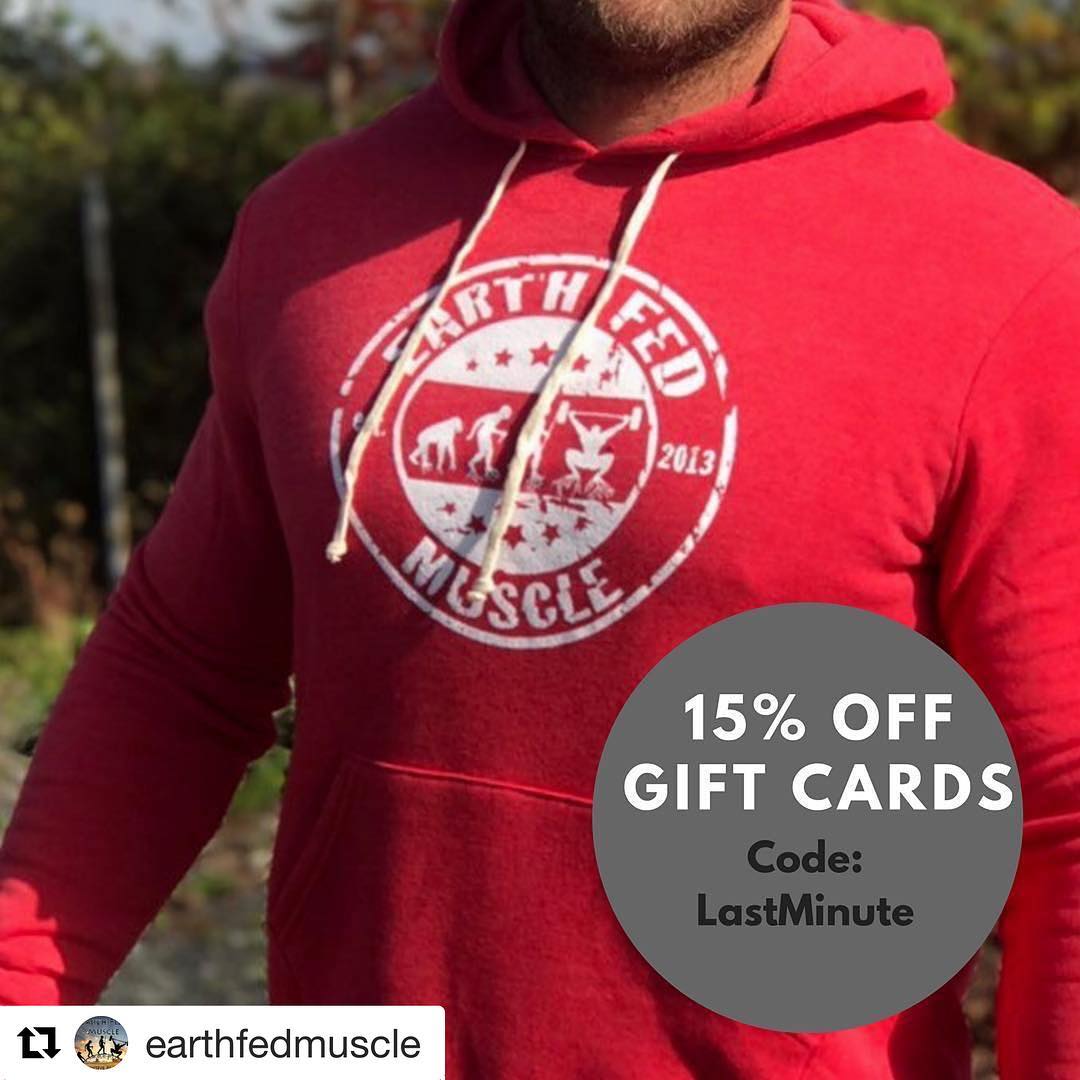 EARTH FED
2013
MUSCLE
15% OFF
GIFT CARDS
Code:
LastMinute
earthfedmuscle